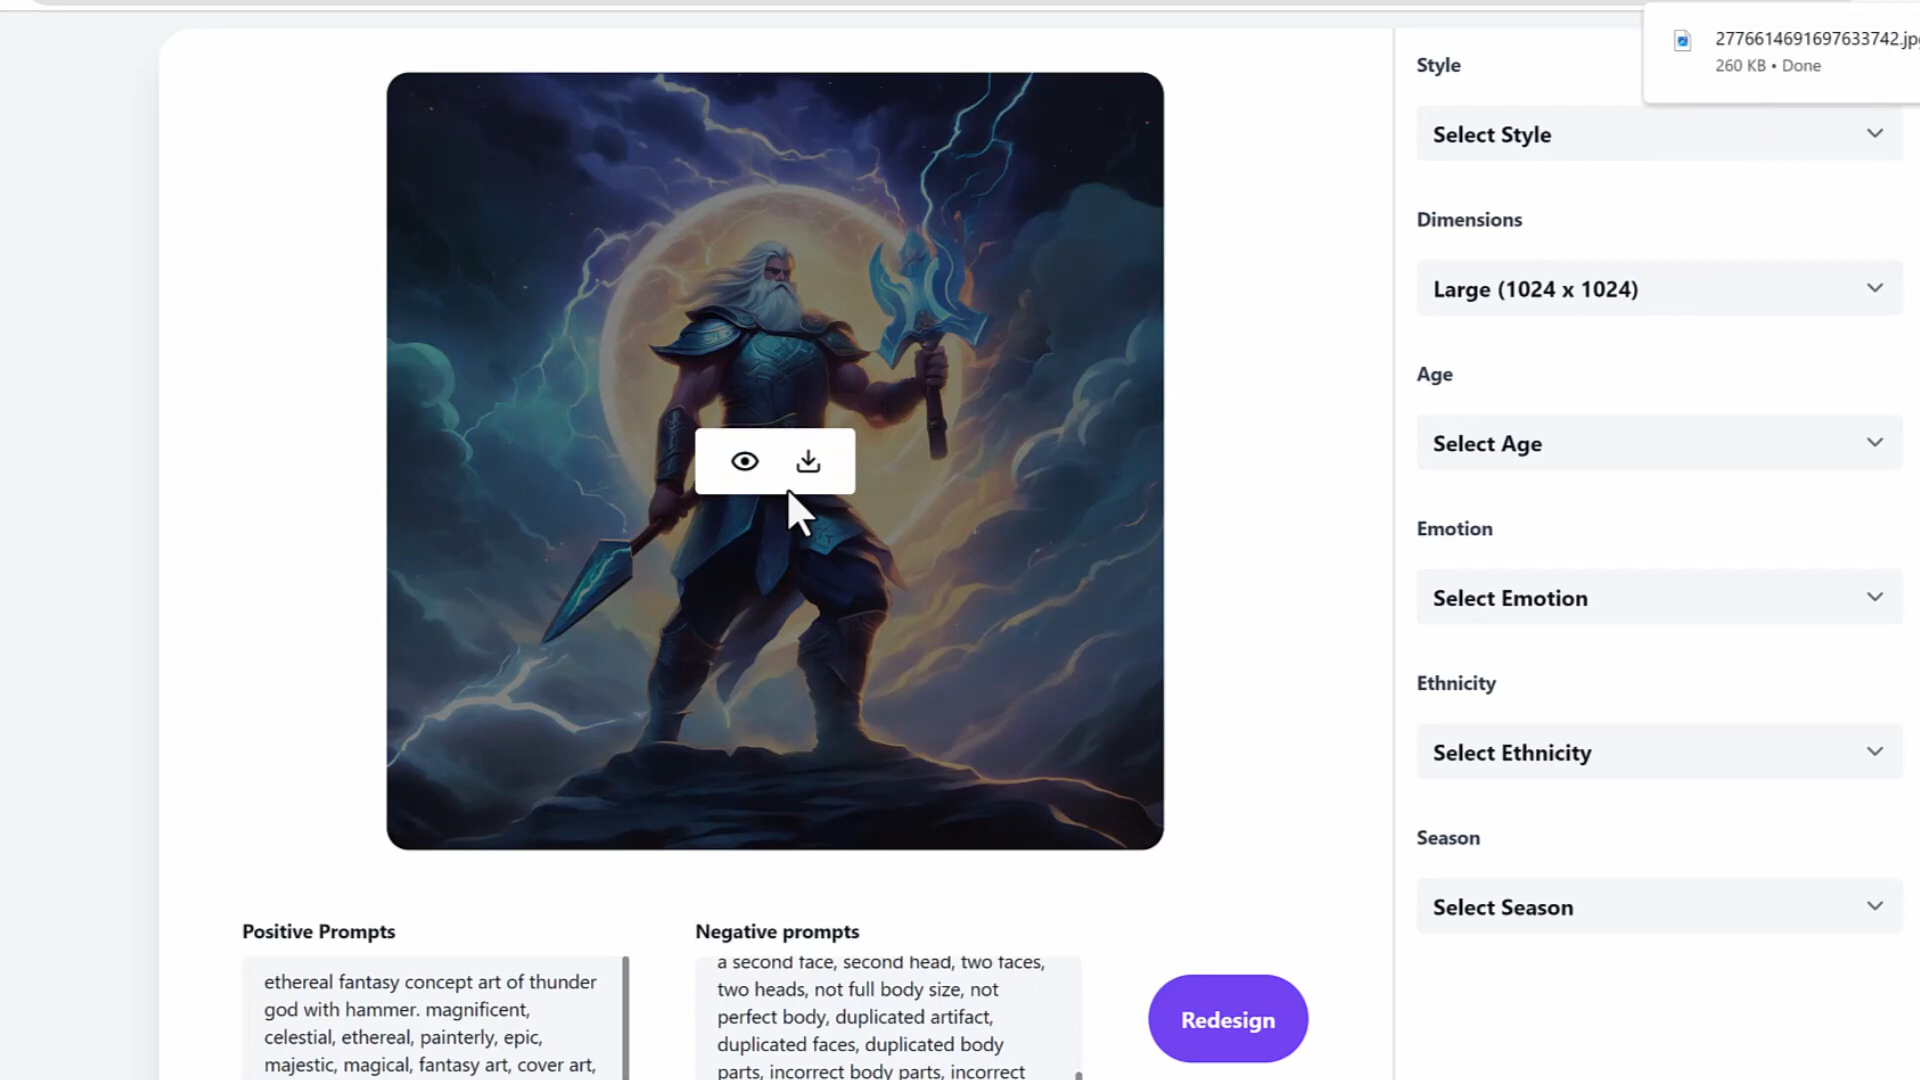 2776614691697633742.jpg
260 KB • Done
Style
Select Style
Dimensions
Large (1024 x 1024)
Age
Select Age
Emotion
Select Emotion
Ethnicity
Select Ethnicity
Season
Select Season
Positive Prompts
ethereal fantasy concept art of thunder
god with hammer. magnificent,
celestial, ethereal, painterly, epic,
majestic, magical, fantasy art, cover art,
Negative prompts
a second face, second head, two faces,
two heads, not full body size, not
perfect body, duplicated artifact,
duplicated faces, duplicated body
parts, incorrect body parts, incorrect
Redesign